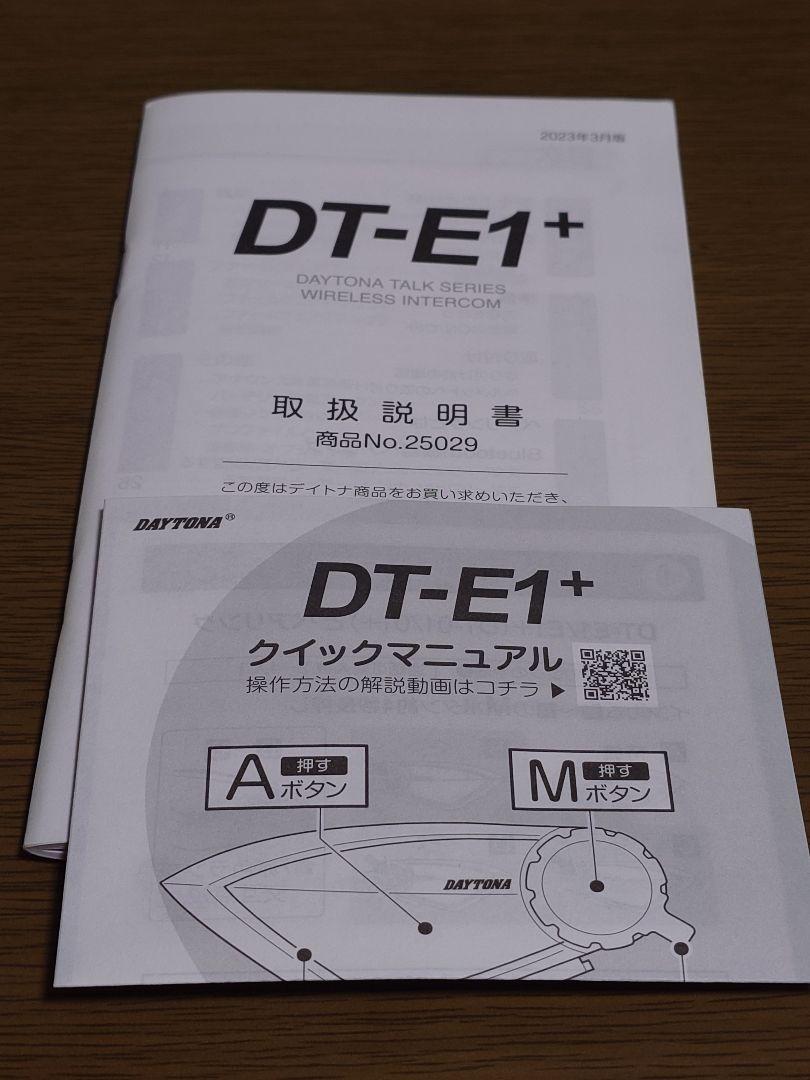 2023年3月版
DT-E1+
DAYTONA TALK SERIES
WIRELESS INTERCOM
取扱説明書
商品No.25029
この度はデイトナ商品をお買い求めいただき、
DAYTONA®
DT-E1+
クイックマニュアル
操作方法の解説動画はコチラ ▶
A 押す ボタン
M 押す ボタン
DAYTONA